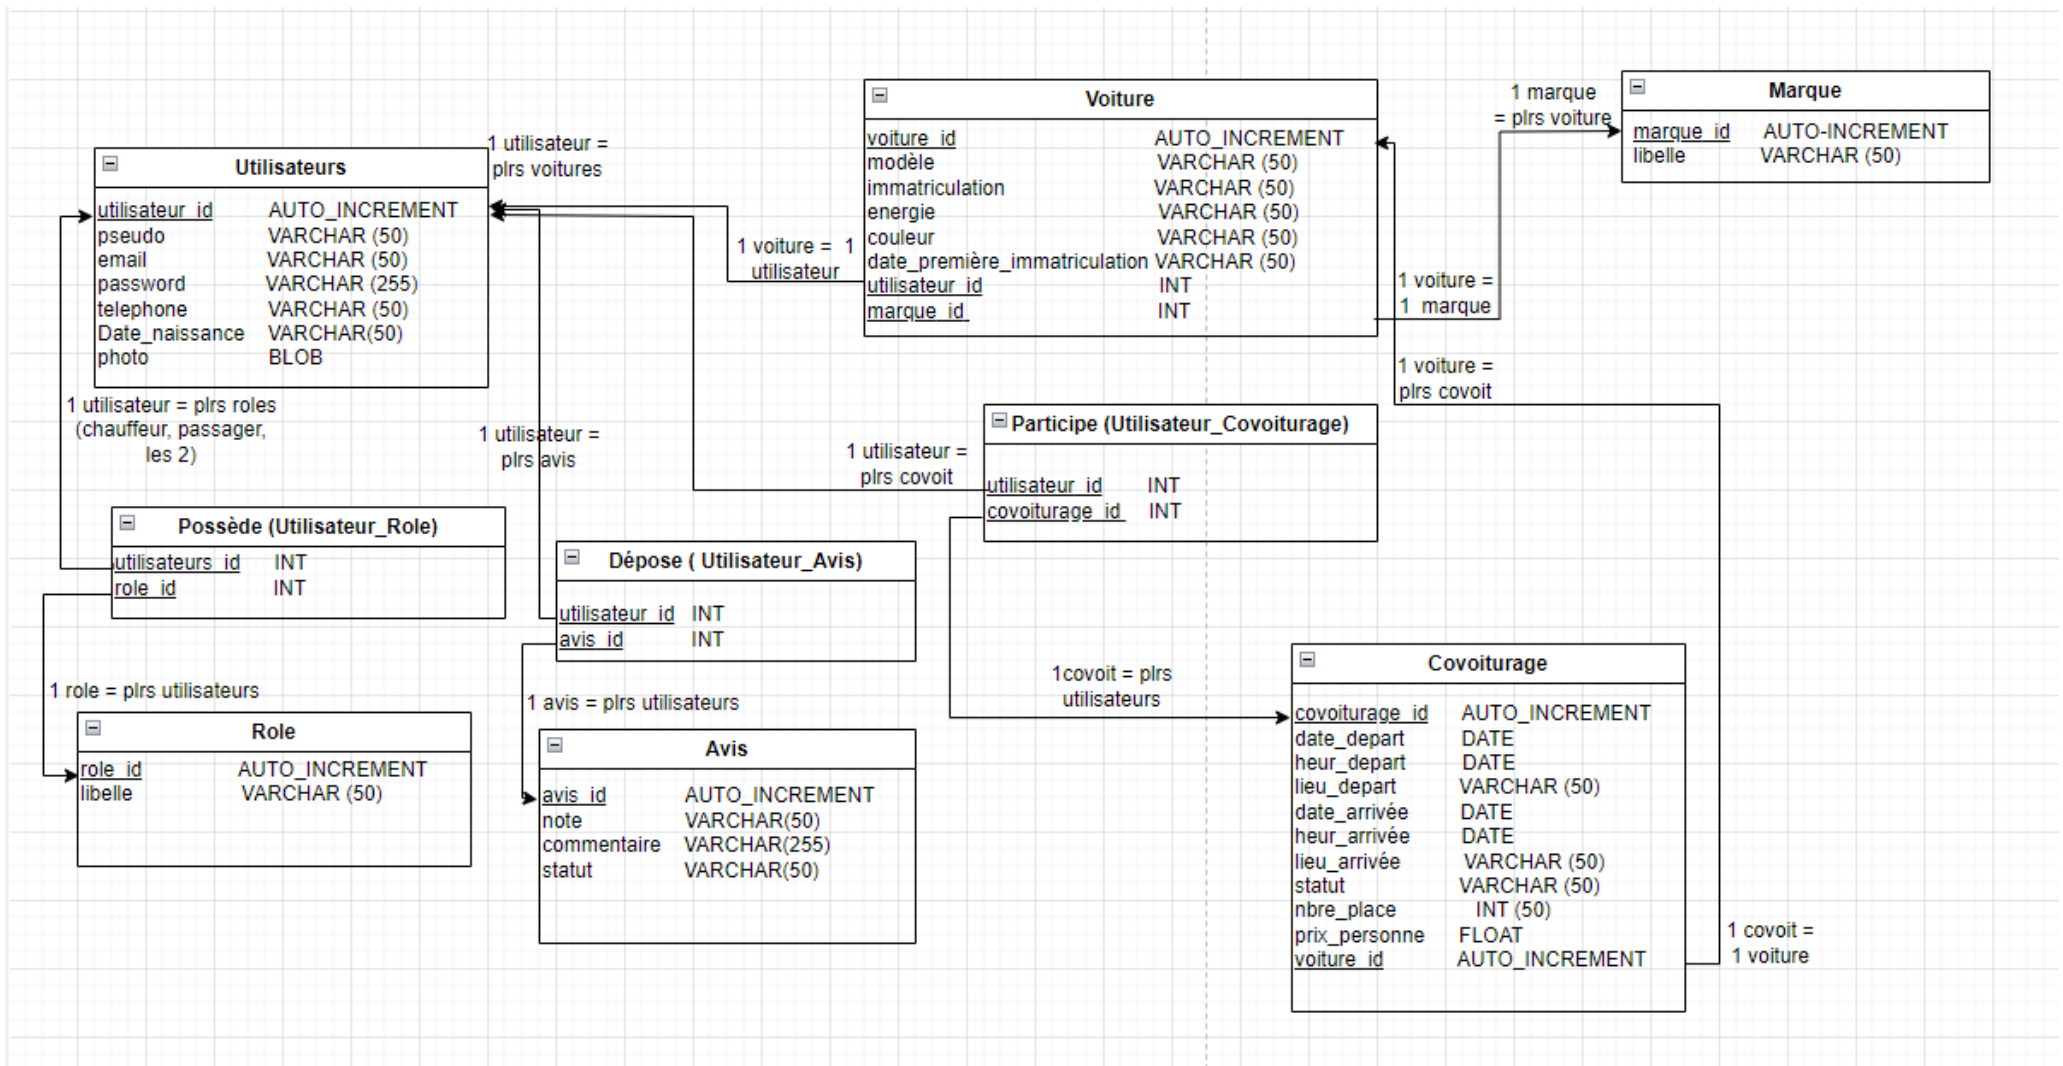 Utilisateurs
utilisateur_id AUTO_INCREMENT
pseudo VARCHAR (50)
email VARCHAR (50)
password VARCHAR (255)
telephone VARCHAR (50)
Date_naissance VARCHAR(50)
photo BLOB
1 utilisateur =
plrs voitures
1 voiture = 1
utilisateur
Voiture
voiture_id AUTO_INCREMENT
modèle VARCHAR (50)
immatriculation VARCHAR (50)
energie VARCHAR (50)
couleur VARCHAR (50)
date_première_immatriculation VARCHAR (50)
utilisateur_id INT
marque_id INT
1 marque
= plrs voiture
Marque
marque_id AUTO-INCREMENT
libelle VARCHAR (50)
1 voiture =
1 marque
1 voiture =
plrs covoit
1 utilisateur = plrs roles
(chauffeur, passager,
les 2)
1 utilisateur =
plrs avis
1 utilisateur =
plrs covoit
Participe (Utilisateur_Covoiturage)
utilisateur_id INT
covoiturage_id INT
Possède (Utilisateur_Role)
utilisateurs_id INT
role_id INT
Dépose ( Utilisateur_Avis)
utilisateur_id INT
avis_id INT
1 role = plrs utilisateurs
1 avis = plrs utilisateurs
1covoit = plrs
utilisateurs
Role
role_id AUTO_INCREMENT
libelle VARCHAR (50)
Avis
avis_id AUTO_INCREMENT
note VARCHAR(50)
commentaire VARCHAR(255)
statut VARCHAR(50)
Covoiturage
covoiturage_id AUTO_INCREMENT
date_depart DATE
heur_depart DATE
lieu_depart VARCHAR (50)
date_arrivée DATE
heur_arrivée DATE
lieu_arrivée VARCHAR (50)
statut VARCHAR (50)
nbre_place INT (50)
prix_personne FLOAT
voiture_id AUTO_INCREMENT
1 covoit =
1 voiture